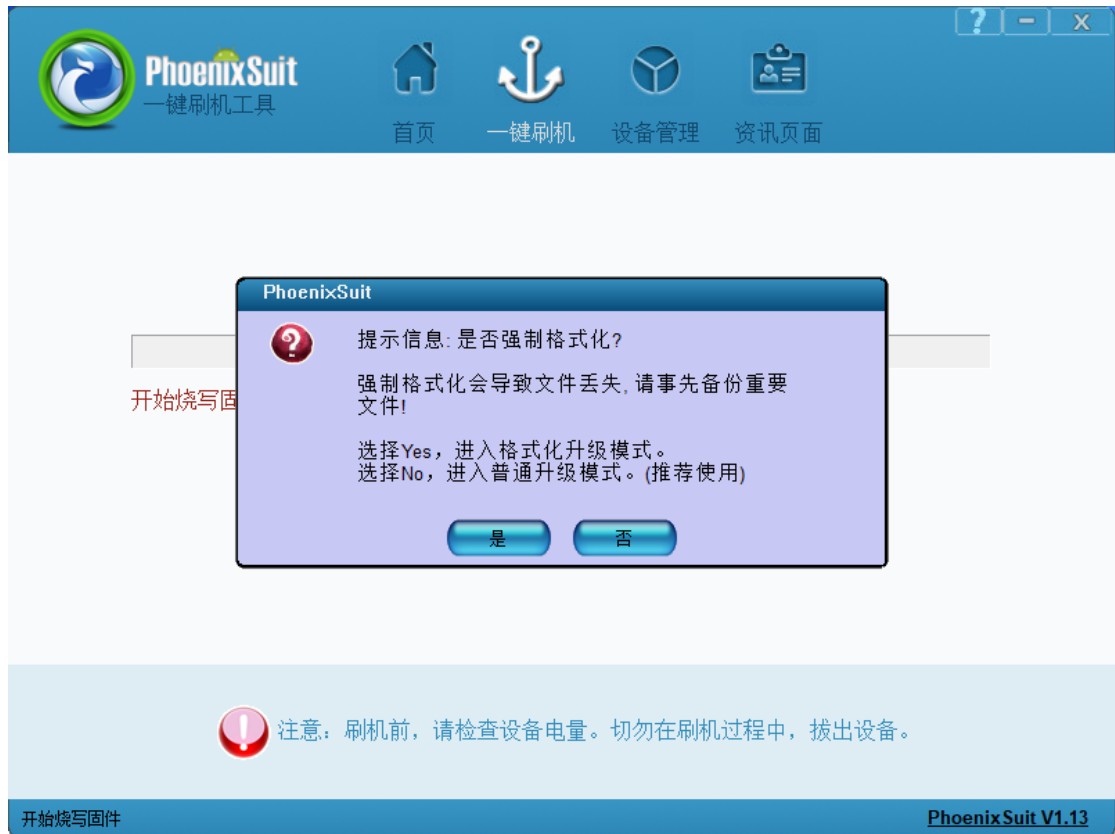 PhoenixSuit
一键刷机工具
首页
一键刷机
设备管理
资讯页面
PhoenixSuit
提示信息: 是否强制格式化?
强制格式化会导致文件丢失, 请事先备份重要
文件!
选择Yes，进入格式化升级模式。
选择No，进入普通升级模式。(推荐使用)
是
否
开始烧写固
注意：刷机前，请检查设备电量。切勿在刷机过程中，拔出设备。
开始烧写固件
PhoenixSuit V1.13